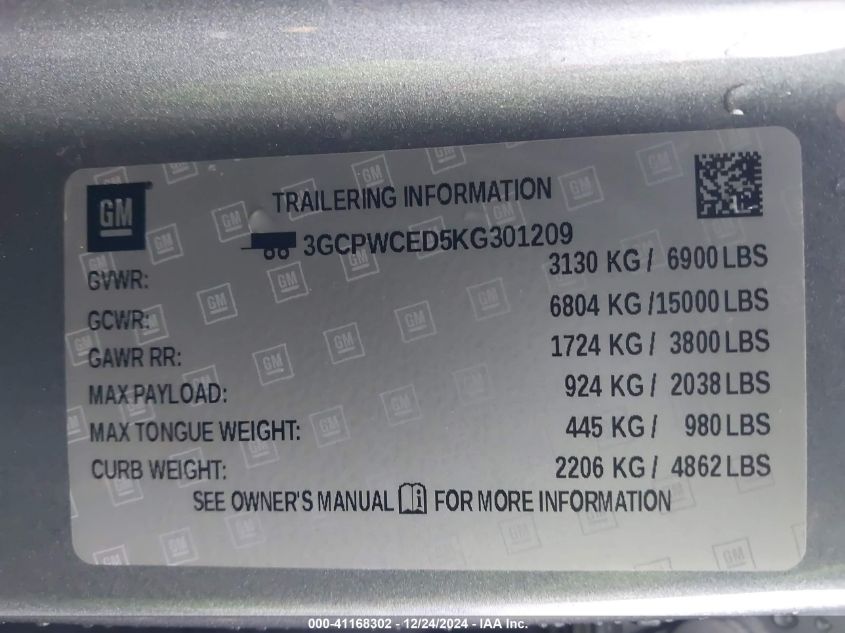 GM
TRAILERING INFORMATION
3GCPWCED5KG301209
GVWR: 3130 KG / 6900 LBS
GCWR: 6804 KG /15000 LBS
GAWR RR: 1724 KG / 3800 LBS
MAX PAYLOAD: 924 KG / 2038 LBS
MAX TONGUE WEIGHT: 445 KG / 980 LBS
CURB WEIGHT: 2206 KG / 4862 LBS
SEE OWNER'S MANUAL FOR MORE INFORMATION
000-41168302 - 12/24/2024 - IAA Inc.